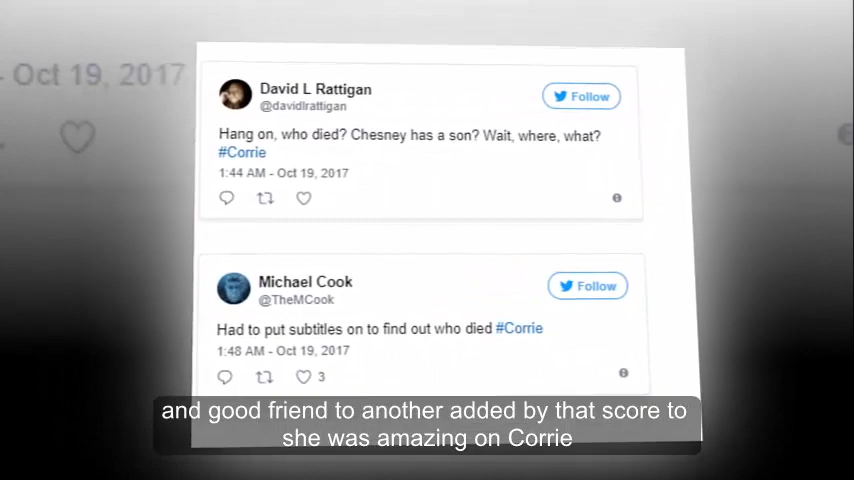 - Oct 19, 2017
David L Rattigan
@davidlrattigan
Follow
Hang on, who died? Chesney has a son? Wait, where, what?
#Corrie
1:44 AM - Oct 19, 2017
Michael Cook
@TheMCook
Follow
Had to put subtitles on to find out who died #Corrie
1:48 AM - Oct 19, 2017
3
and good friend to another added by that score to
she was amazing on Corrie